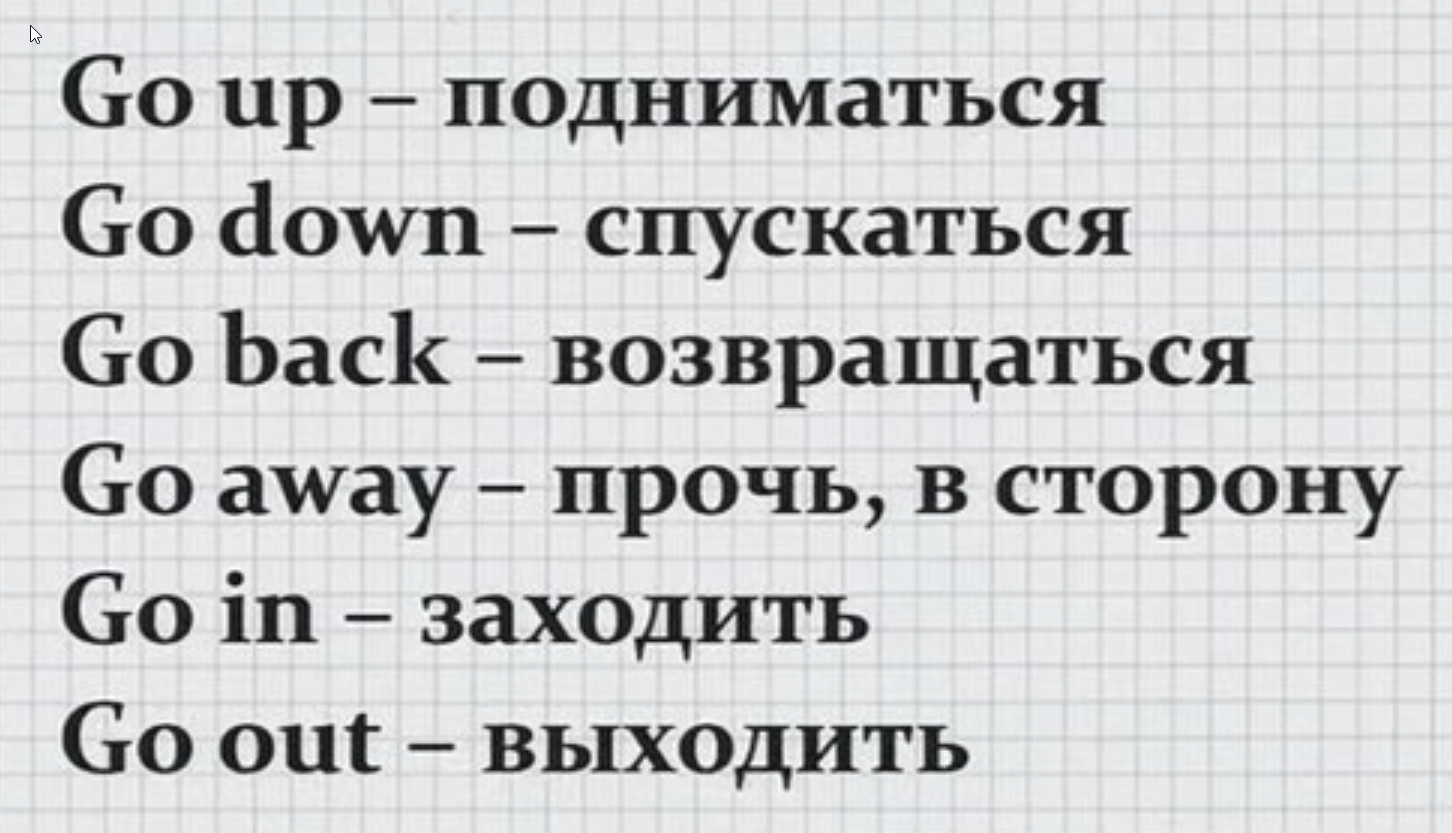 Go up – подниматься
Go down – спускаться
Go back – возвращаться
Go away – прочь, в сторону
Go in – заходить
Go out – выходить